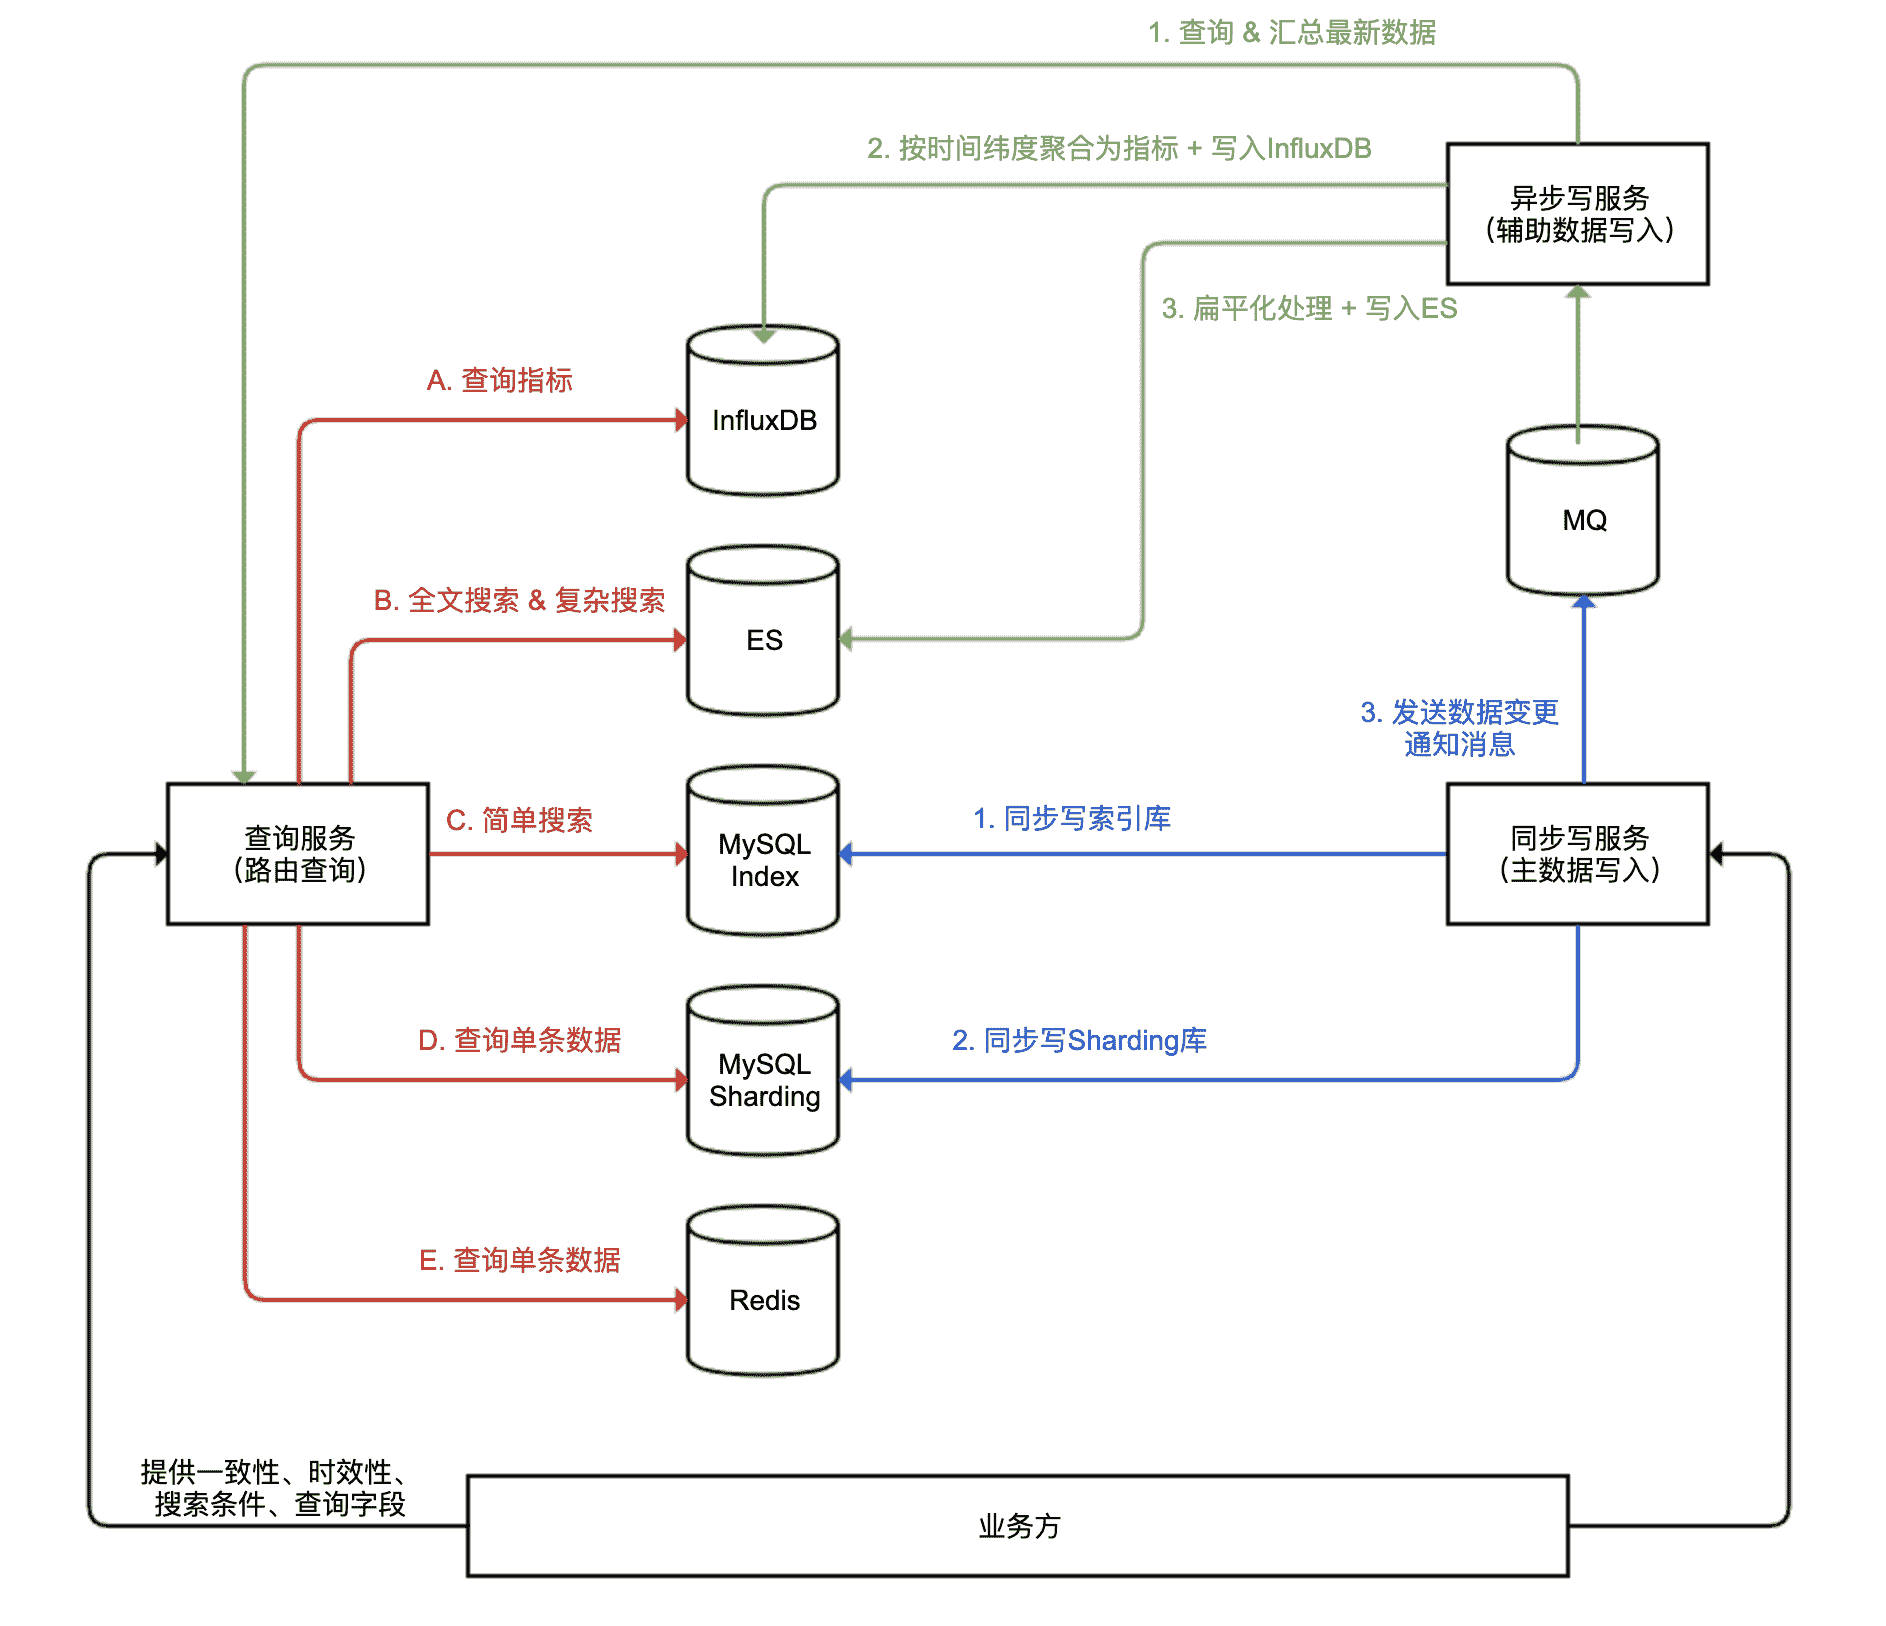 1. 查询 & 汇总最新数据
2. 按时间纬度聚合为指标 + 写入InfluxDB
异步写服务
（辅助数据写入）
3. 扁平化处理 + 写入ES
A. 查询指标
InfluxDB
MQ
B. 全文搜索 & 复杂搜索
ES
3. 发送数据变更
通知消息
查询服务
（路由查询）
C. 简单搜索
MySQL
Index
1. 同步写索引库
同步写服务
（主数据写入）
D. 查询单条数据
MySQL
Sharding
2. 同步写Sharding库
E. 查询单条数据
Redis
提供一致性、时效性、
搜索条件、查询字段
业务方